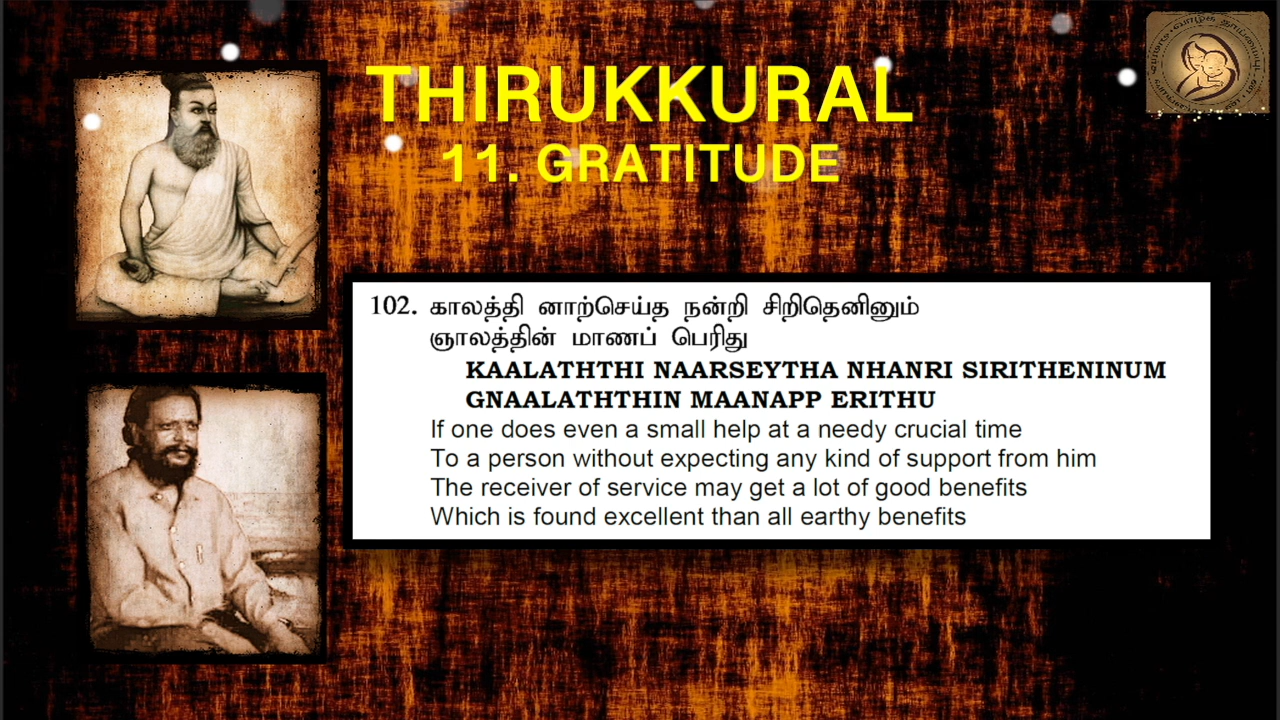 THIRUKKURAL
11. GRATITUDE
102. காலத்தி னாற்செய்த நன்றி சிறிதெனினும்
ஞாலத்தின் மாணப் பெரிது
KAALATHTHI NAARSEYTHA NHANRI SIRITHENINUM
GNAALATHTHIN MAANAPP ERITHU
If one does even a small help at a needy crucial time
To a person without expecting any kind of support from him
The receiver of service may get a lot of good benefits
Which is found excellent than all earthy benefits